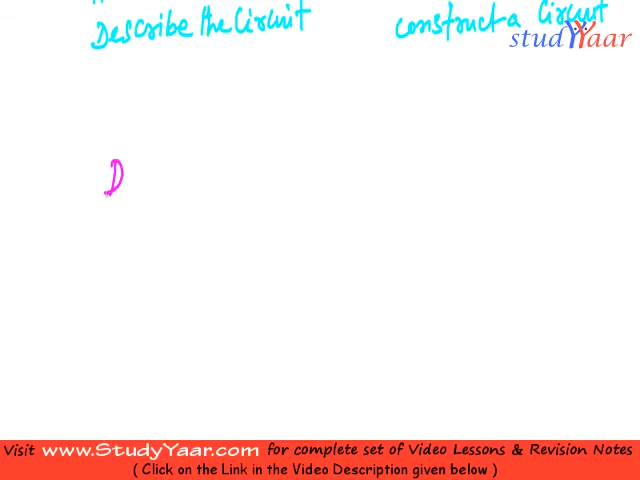 Describe the Circuit
construct a Circuit
studYYaar
D
Visit www.StudyYaar.com for complete set of Video Lessons & Revision Notes
( Click on the Link in the Video Description given below )